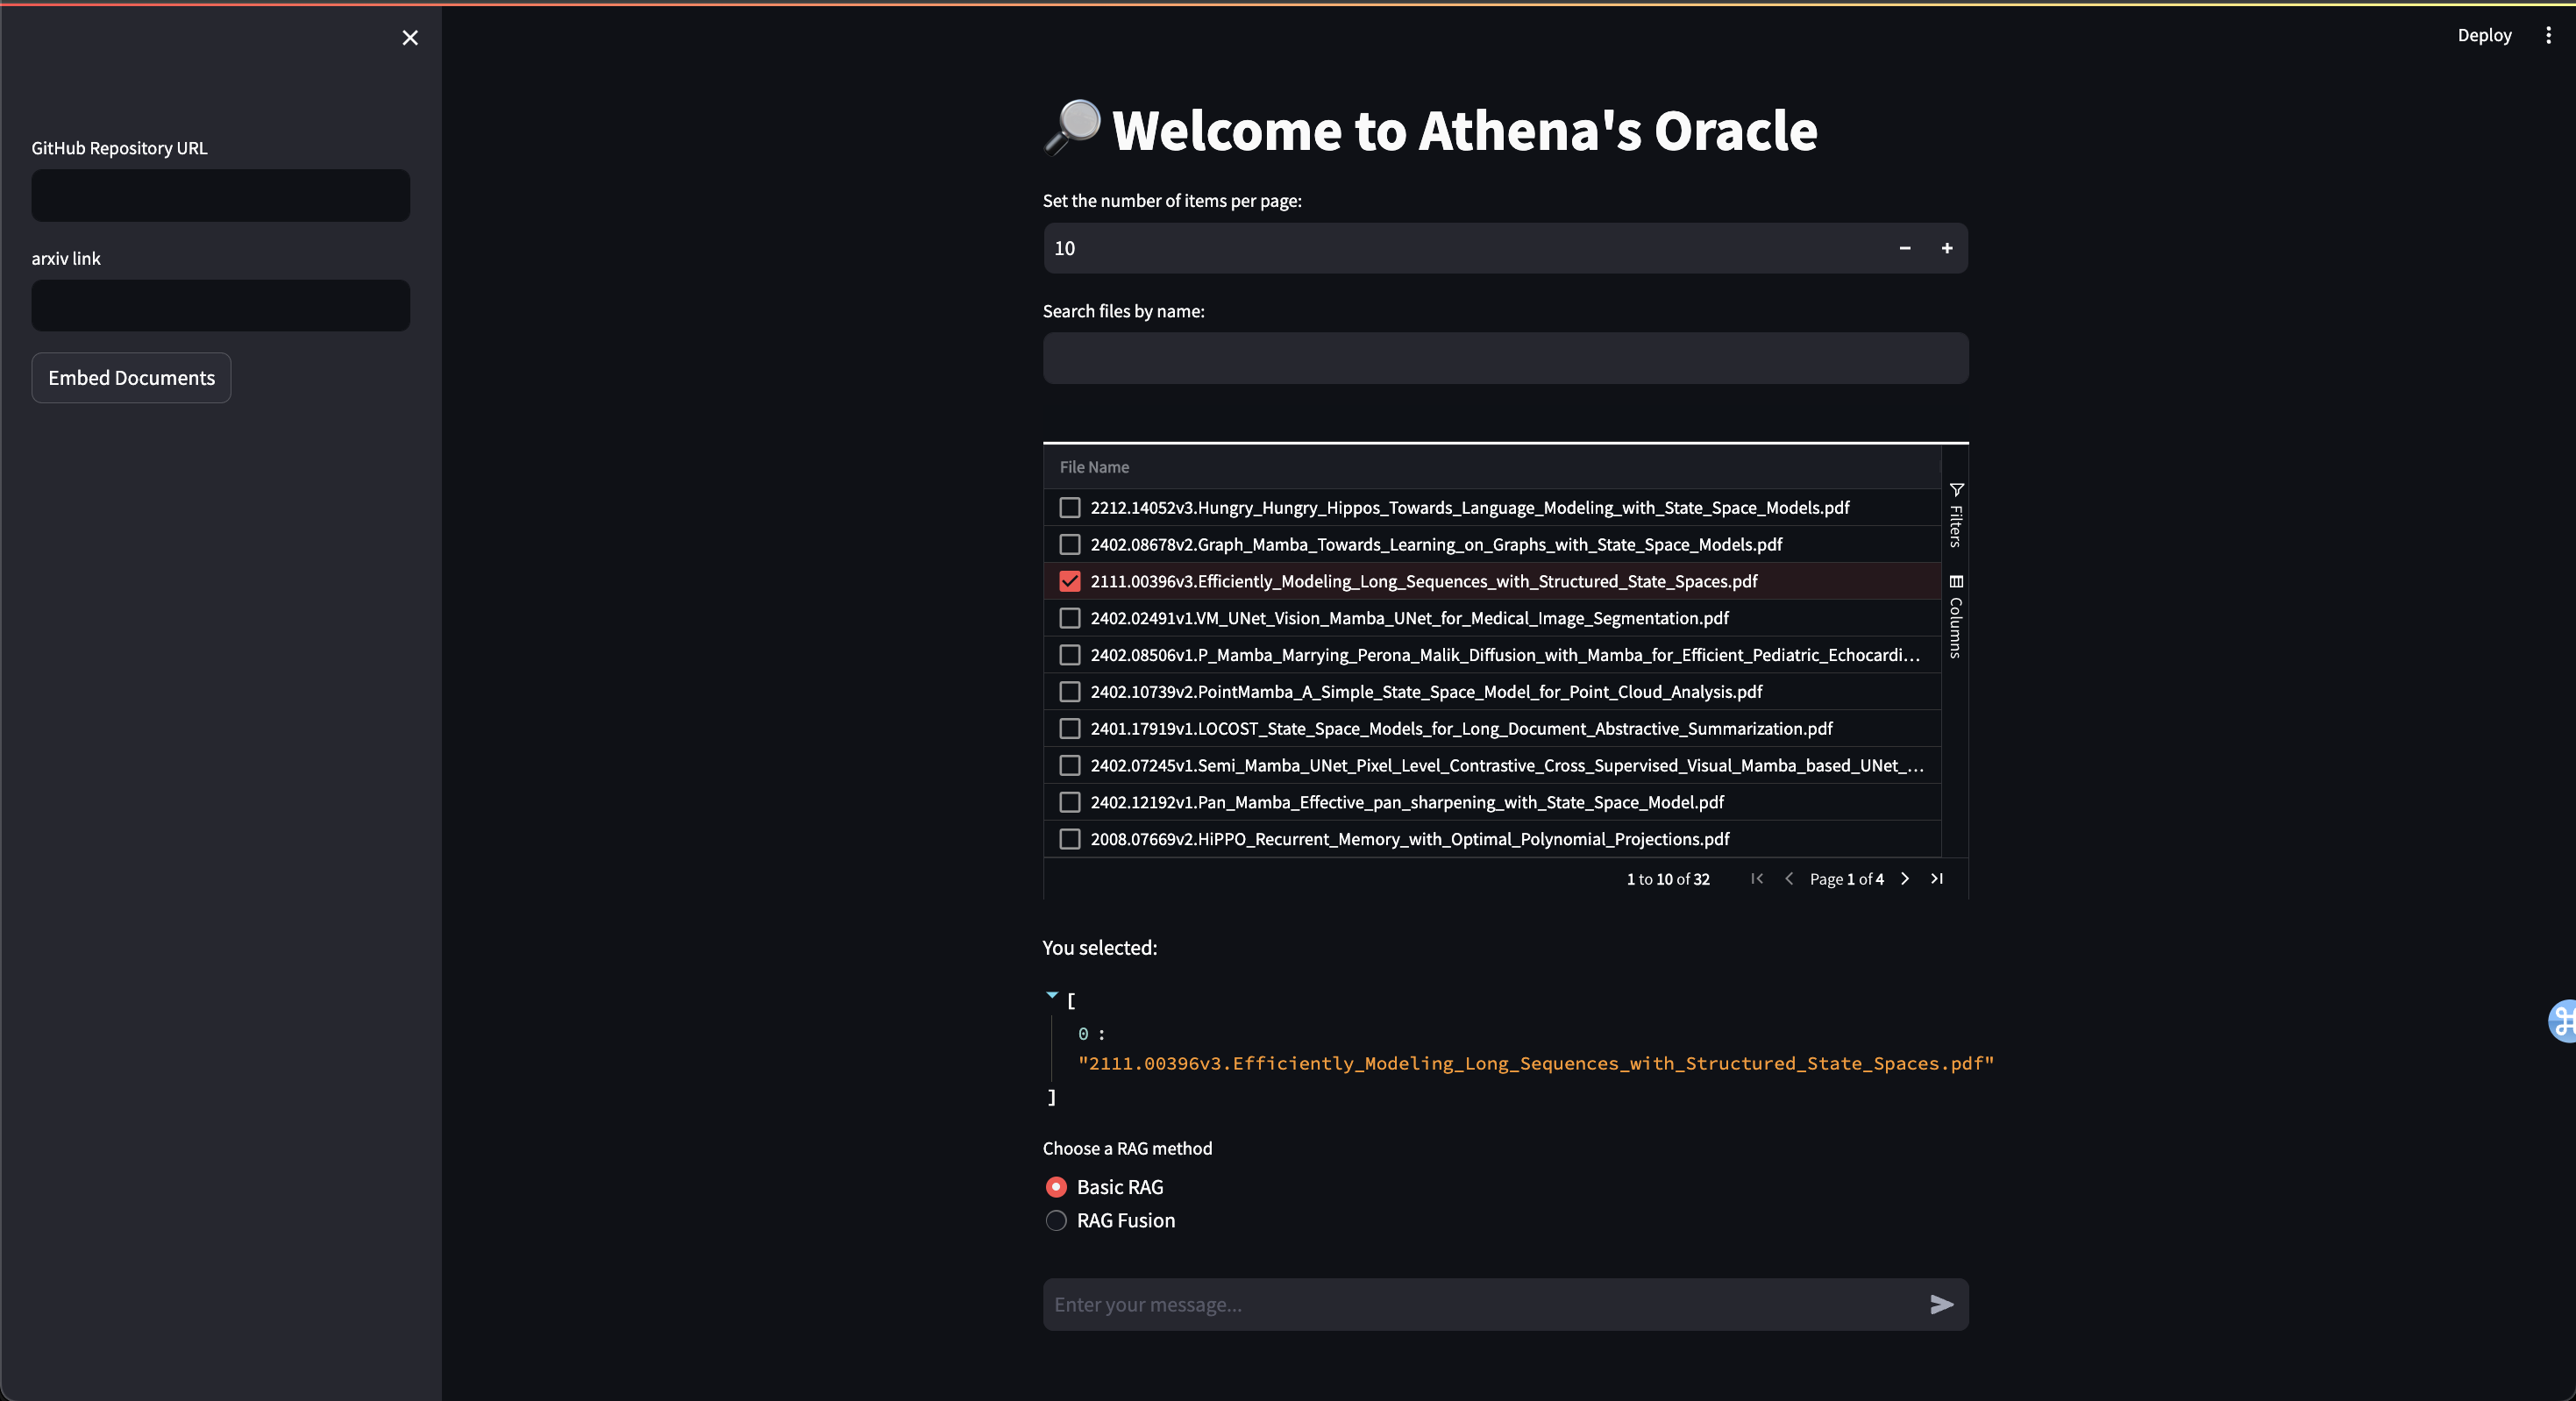 Deploy
GitHub Repository URL
arxiv link
Embed Documents
Welcome to Athena's Oracle
Set the number of items per page:
10
Search files by name:
File Name
2212.14052v3.Hungry_Hungry_Hippos_Towards_Language_Modeling_with_State_Space_Models.pdf
2402.08678v2.Graph_Mamba_Towards_Learning_on_Graphs_with_State_Space_Models.pdf
2111.00396v3.Efficiently_Modeling_Long_Sequences_with_Structured_State_Spaces.pdf
2402.02491v1.VM_UNet_Vision_Mamba_UNet_for_Medical_Image_Segmentation.pdf
2402.08506v1.P_Mamba_Marrying_Perona_Malik_Diffusion_with_Mamba_for_Efficient_Pediatric_Echocardi...
2402.10739v2.PointMamba_A_Simple_State_Space_Model_for_Point_Cloud_Analysis.pdf
2401.17919v1.LOCOST_State_Space_Models_for_Long_Document_Abstractive_Summarization.pdf
2402.07245v1.Semi_Mamba_UNet_Pixel_Level_Contrastive_Cross_Supervised_Visual_Mamba_based_UNet_...
2402.12192v1.Pan_Mamba_Effective_pan_sharpening_with_State_Space_Model.pdf
2008.07669v2.HiPPO_Recurrent_Memory_with_Optimal_Polynomial_Projections.pdf
Filters
Columns
1 to 10 of 32 Page 1 of 4
You selected:
[
0 :
"2111.00396v3.Efficiently_Modeling_Long_Sequences_with_Structured_State_Spaces.pdf"
]
Choose a RAG method
Basic RAG
RAG Fusion
Enter your message...